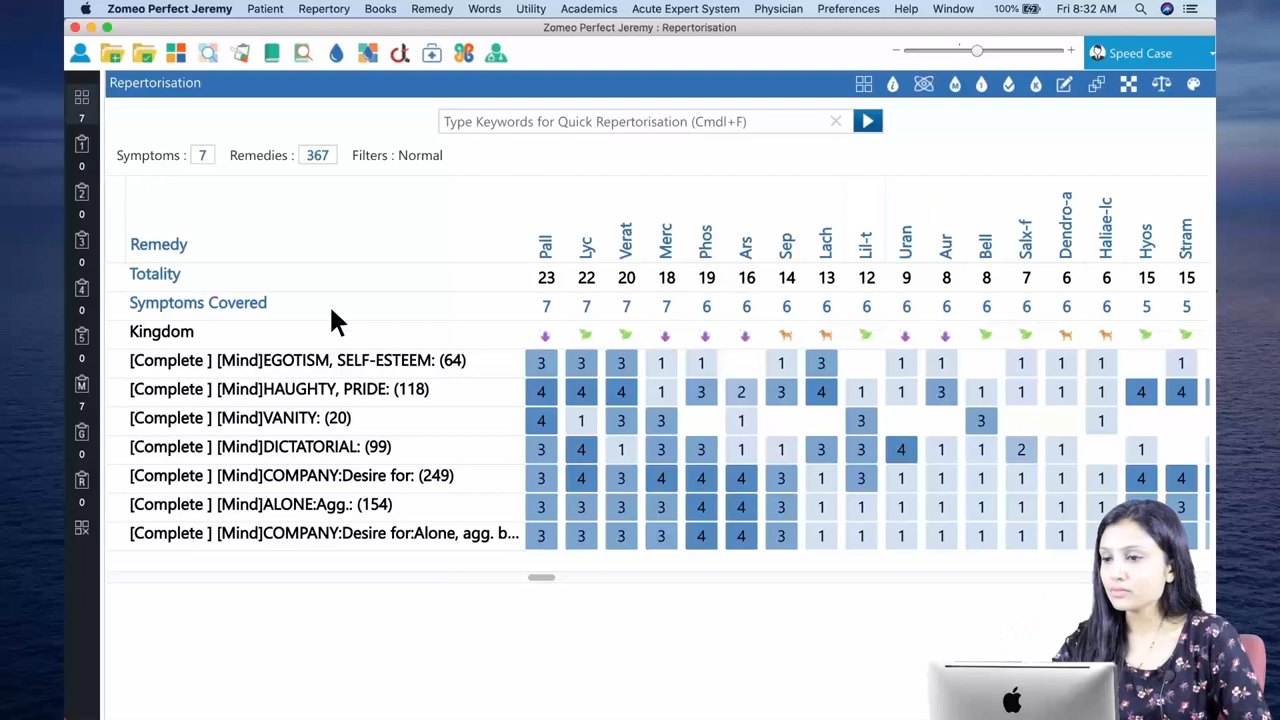 Zomeo Perfect Jeremy Patient Repertory Books Remedy Words Utility Academics Acute Expert System Physician Preferences Help Window 100% Fri 8:32 AM
Zomeo Perfect Jeremy : Repertorisation
Speed Case
Repertorisation
7
Type Keywords for Quick Repertorisation (Cmdl+F)
1
0
Symptoms : 7 Remedies : 367 Filters : Normal
2
0
3
0
4
0
5
0
M
7
G
0
R
0
Remedy Pall Lyc Verat Merc Phos Ars Sep Lach Lil-t Uran Aur Bell Salx-f Dendro-a Haliae-lc Hyos Stram
Totality 23 22 20 18 19 16 14 13 12 9 8 8 7 6 6 15 15
Symptoms Covered 7 7 7 7 6 6 6 6 6 6 6 6 6 6 6 5 5
Kingdom
[Complete ] [Mind]EGOTISM, SELF-ESTEEM: (64) 3 3 3 1 1 1 3 1 1 1 1 1 1
[Complete ] [Mind]HAUGHTY, PRIDE: (118) 4 4 4 1 3 2 3 4 1 1 3 1 1 1 1 4 4
[Complete ] [Mind]VANITY: (20) 4 1 3 3 1 3 3 1
[Complete ] [Mind]DICTATORIAL: (99) 3 4 1 3 3 1 1 3 3 4 1 1 2 1 1
[Complete ] [Mind]COMPANY:Desire for: (249) 3 4 3 4 4 4 3 1 3 1 1 1 1 1 1 4 4
[Complete ] [Mind]ALONE:Agg.: (154) 3 3 3 3 4 4 3 1 1 1 1 1 1 1 1 3
[Complete ] [Mind]COMPANY:Desire for:Alone, agg. b... 3 3 3 3 4 4 3 1 1 1 1 1 1 1